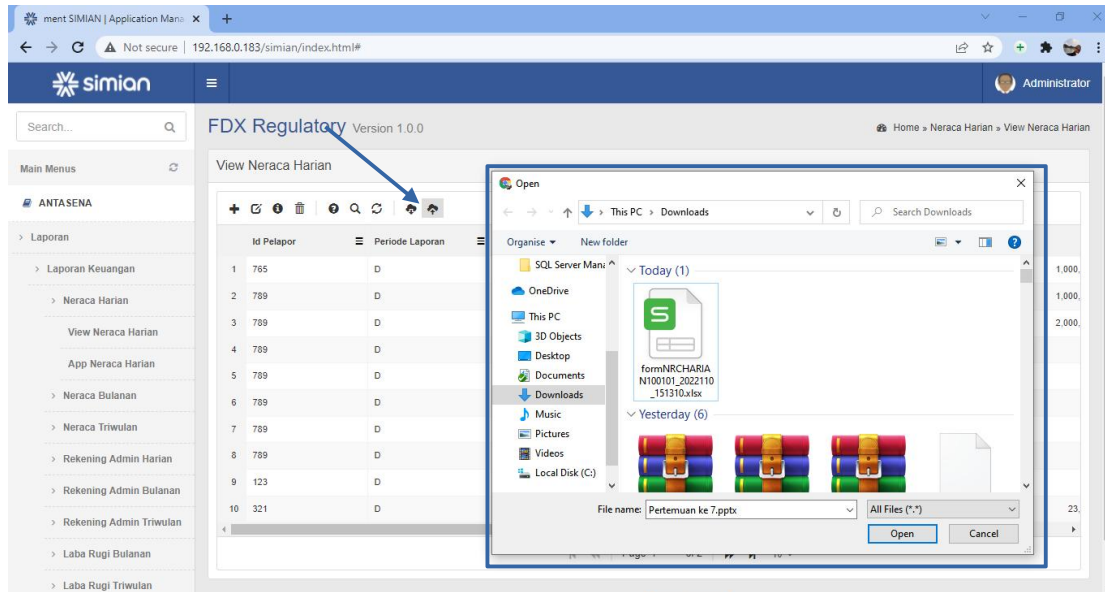 ment SIMIAN | Application Mana
Not secure | 192.168.0.183/simian/index.html#
simian
Administrator
Search...
FDX Regulatory Version 1.0.0
Home » Neraca Harian » View Neraca Harian
Main Menus
View Neraca Harian
ANTASENA
Laporan
Laporan Keuangan
Neraca Harian
View Neraca Harian
App Neraca Harian
Neraca Bulanan
Neraca Triwulan
Rekening Admin Harian
Rekening Admin Bulanan
Rekening Admin Triwulan
Laba Rugi Bulanan
Laba Rugi Triwulan
Id Pelapor Periode Laporan
1 765 D 1,000,
2 789 D 1,000,
3 789 D 2,000,
4 789 D
5 789 D
6 789 D
7 789 D
8 789 D
9 123 D
10 321 D 23,
Open
This PC > Downloads
Search Downloads
Organise New folder
SQL Server Mana
OneDrive
This PC
3D Objects
Desktop
Documents
Downloads
Music
Pictures
Videos
Local Disk (C:)
Today (1)
formNRCHARIA
N100101_2022110
_151310.xlsx
Yesterday (6)
File name: Pertemuan ke 7.pptx All Files (*.*)
Open Cancel